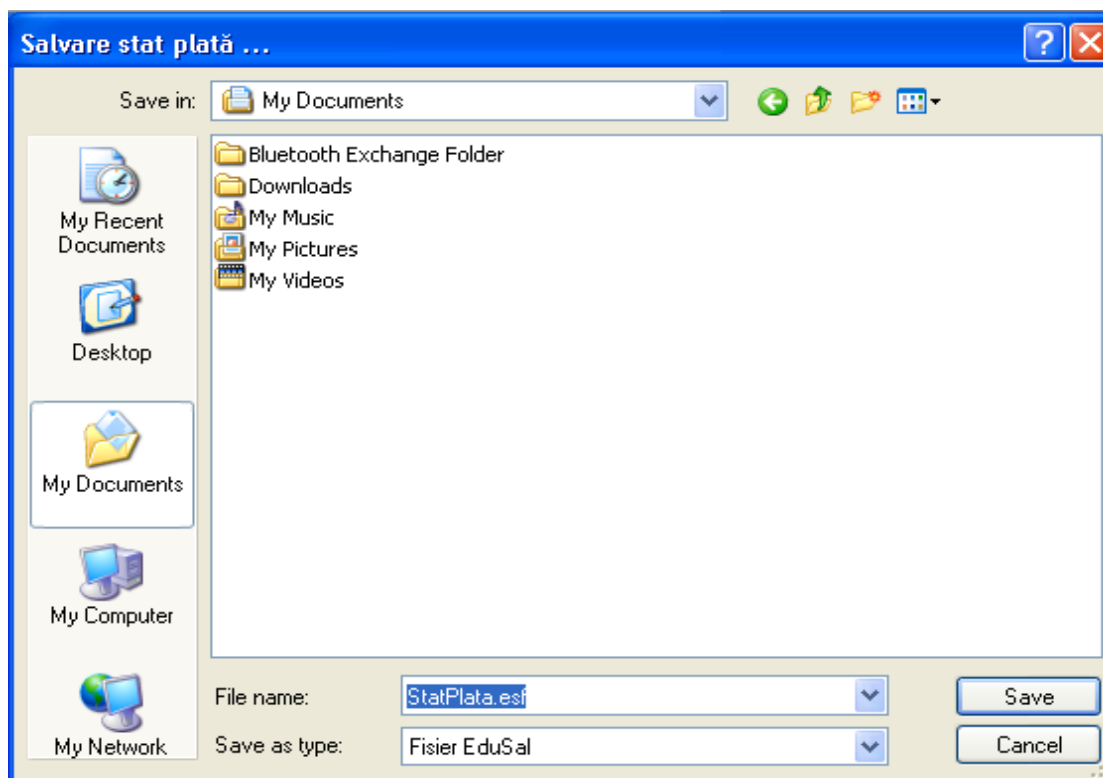 Salvare stat plată ...
Save in:
My Documents
My Recent
Documents
Desktop
My Documents
My Computer
My Network
Bluetooth Exchange Folder
Downloads
My Music
My Pictures
My Videos
File name:
StatPlata.esf
Save
Save as type:
Fisier EduSal
Cancel